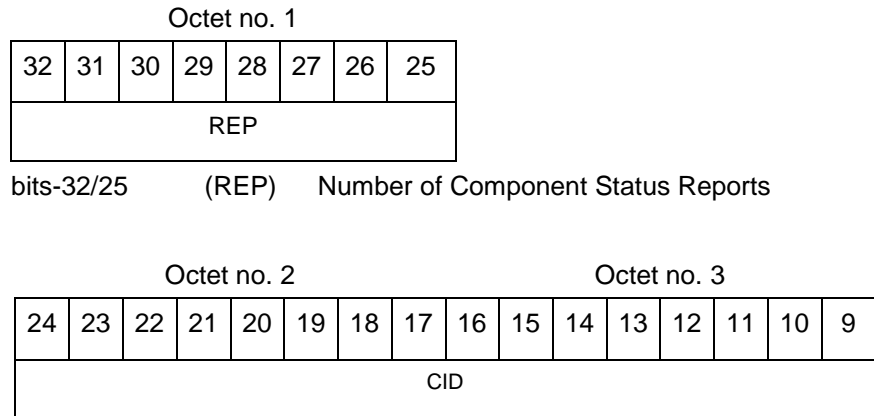 Octet no. 1
32 31 30 29 28 27 26 25
REP
bits-32/25 (REP) Number of Component Status Reports
Octet no. 2 Octet no. 3
24 23 22 21 20 19 18 17 16 15 14 13 12 11 10 9
CID